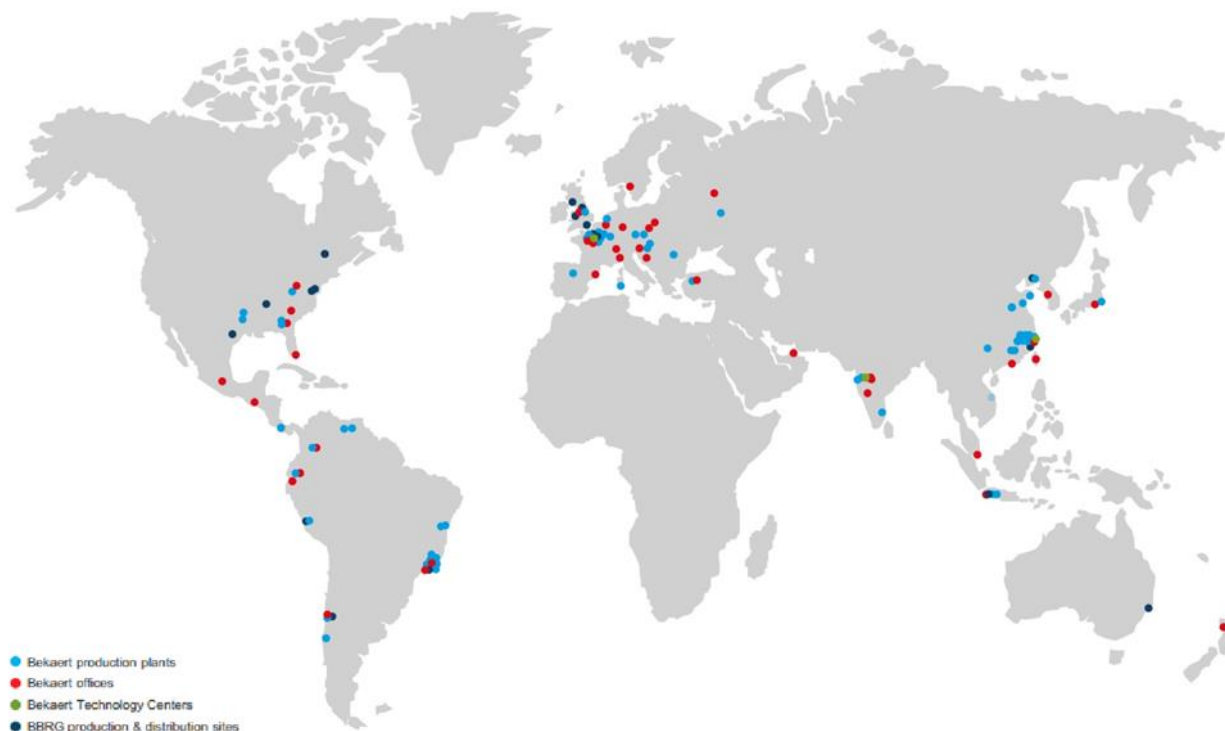 Bekaert production plants
Bekaert offices
Bekaert Technology Centers
BBRG production & distribution sites